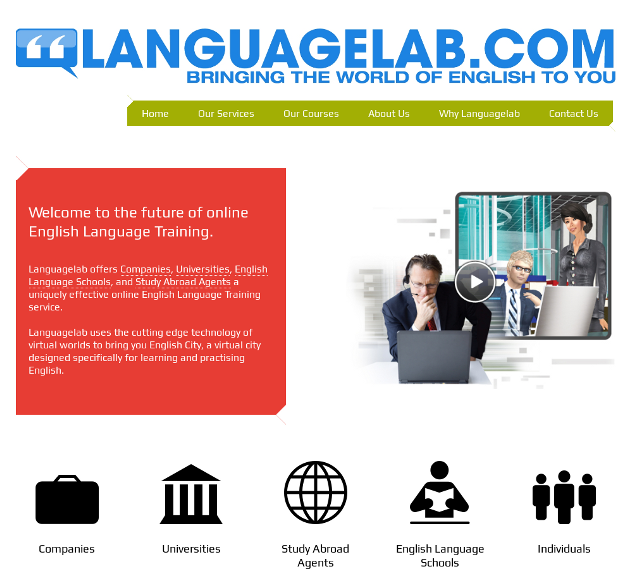 LANGUAGELAB.COM
BRINGING THE WORLD OF ENGLISH TO YOU
Home Our Services Our Courses About Us Why Languagelab Contact Us
Welcome to the future of online
English Language Training.
Languagelab offers Companies, Universities, English
Language Schools, and Study Abroad Agents a
uniquely effective online English Language Training
service.
Languagelab uses the cutting edge technology of
virtual worlds to bring you English City, a virtual city
designed specifically for learning and practising
English.
Companies
Universities
Study Abroad
Agents
English Language
Schools
Individuals